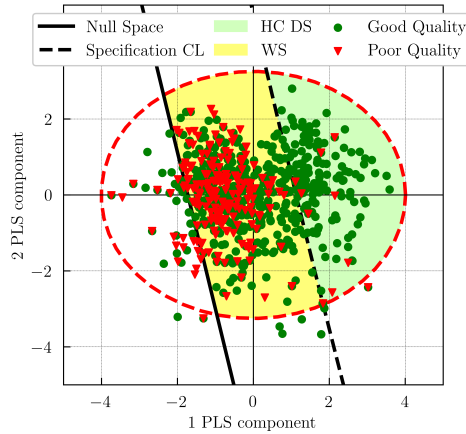 Null Space
HC DS
Good Quality
Specification CL
WS
Poor Quality
2
0
−2
−4
2 PLS component
−4
−2
0
2
4
1 PLS component